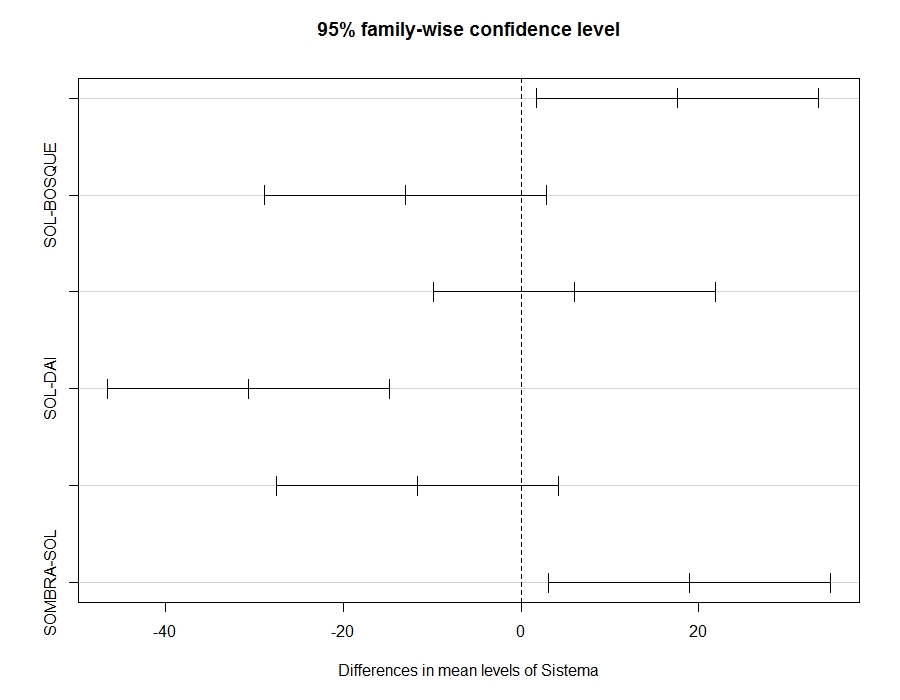 95% family-wise confidence level
SOL-BOSQUE
SOL-DAI
SOMBRA-SOL
-40 -20 0 20
Differences in mean levels of Sistema